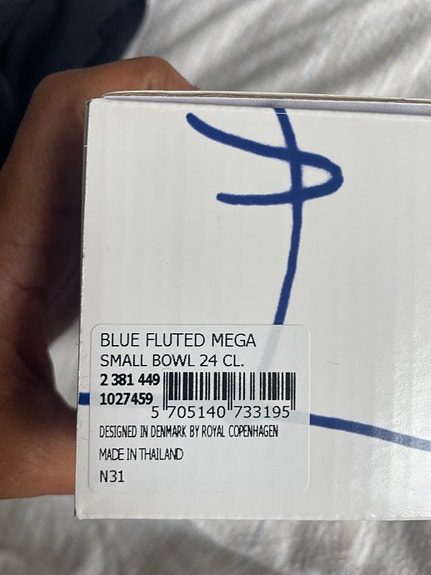 BLUE FLUTED MEGA
SMALL BOWL 24 CL.
2 381 449
1027459
5 705140 733195
DESIGNED IN DENMARK BY ROYAL COPENHAGEN
MADE IN THAILAND
N31